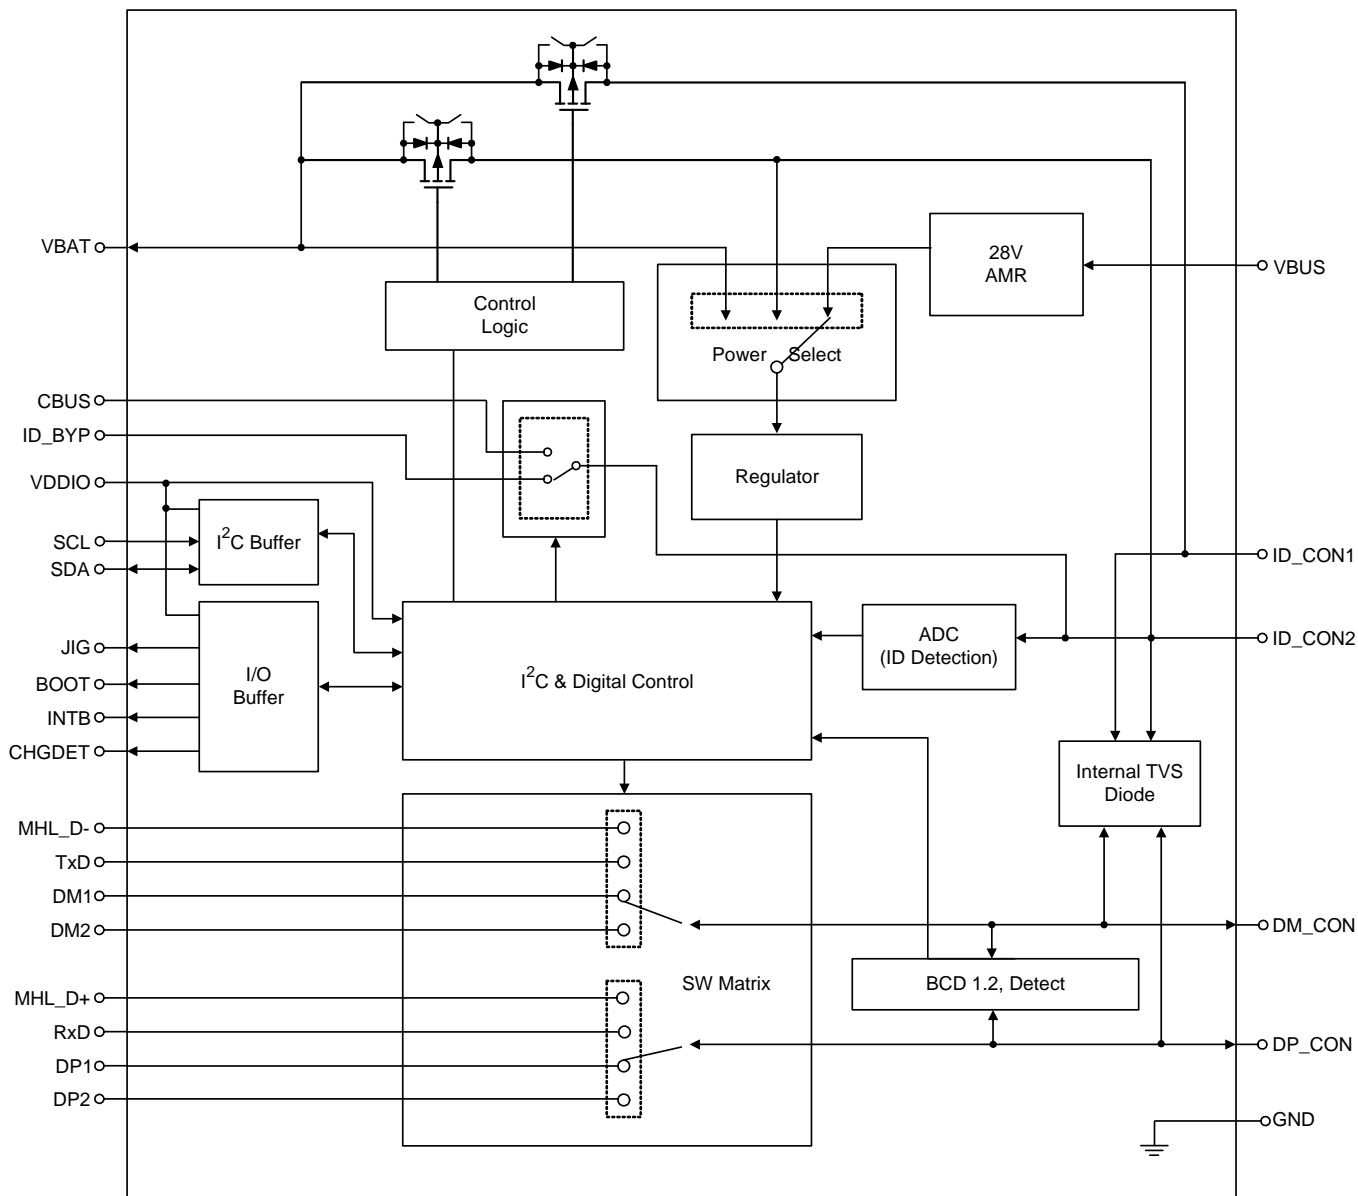 VBAT
28V
AMR
VBUS
Control
Logic
Power Select
CBUS
ID_BYP
VDDIO
Regulator
SCL
I²C Buffer
SDA
ID_CON1
JIG
I/O
Buffer
BOOT
INTB
CHGDET
I²C & Digital Control
ADC
(ID Detection)
ID_CON2
Internal TVS
Diode
MHL_D-
TxD
DM1
DM2
DM_CON
SW Matrix
BCD 1.2, Detect
MHL_D+
RxD
DP1
DP2
DP_CON
GND